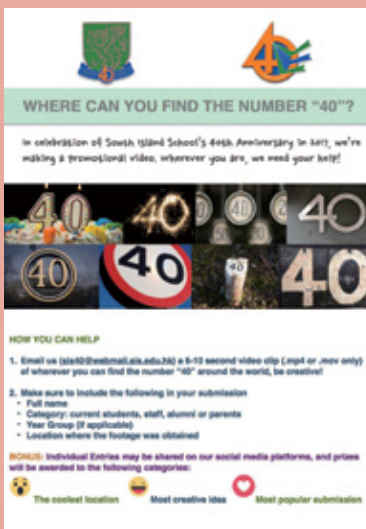 WHERE CAN YOU FIND THE NUMBER “40”?
In celebration of South Island School's 40th Anniversary in 2017, we're
making a promotional video. Wherever you are, we need your help!
40
40
40
40
40
40
40
40
HOW YOU CAN HELP
1. Email us (sis40@webmail.sis.edu.hk) a 5-10 second video clip (.mp4 or .mov only)
of wherever you can find the number “40” around the world, be creative!
2. Make sure to include the following in your submission
• Full name
• Category: current students, staff, alumni or parents
• Year Group (if applicable)
• Location where the footage was obtained
BONUS: Individual Entries may be shared on our social media platforms, and prizes
will be awarded to the following categories:
The coolest location
Most creative idea
Most popular submission